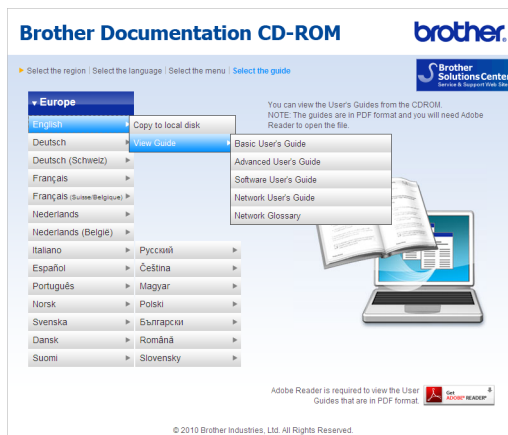 Brother Documentation CD-ROM
brother.
Select the region | Select the language | Select the menu | Select the guide
Brother
SolutionsCenter
Service & Support Web Site
Europe
You can view the User's Guides from the CDROM.
NOTE: The guides are in PDF format and you will need Adobe
Reader to open the file.
English
Copy to local disk
Deutsch
View Guide
Basic User's Guide
Deutsch (Schweiz)
Advanced User's Guide
Français
Software User's Guide
Français (Suisse/Belgique)
Network User's Guide
Nederlands
Network Glossary
Nederlands (België)
Italiano
Русский
Español
Čeština
Português
Magyar
Norsk
Polski
Svenska
Български
Dansk
Română
Suomi
Slovensky
Adobe Reader is required to view the User
Guides that are in PDF format.
Get
ADOBE® READER®
© 2010 Brother Industries, Ltd. All Rights Reserved.